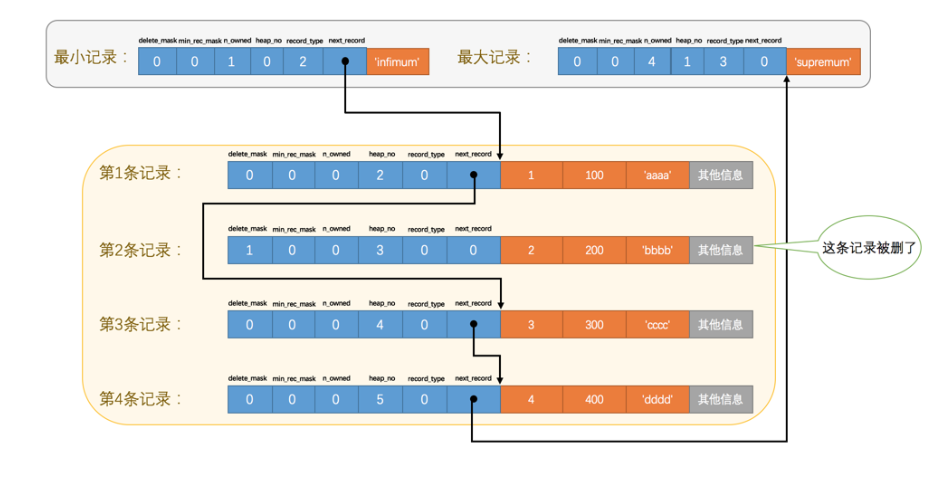 delete_mask min_rec_mask n_owned heap_no record_type next_record
最小记录： 0 0 1 0 2 'infimum'
delete_mask min_rec_mask n_owned heap_no record_type next_record
最大记录： 0 0 4 1 3 0 'supremum'
delete_mask min_rec_mask n_owned heap_no record_type next_record
第1条记录： 0 0 0 2 0 1 100 'aaaa' 其他信息
delete_mask min_rec_mask n_owned heap_no record_type next_record
第2条记录： 1 0 0 3 0 0 2 200 'bbbb' 其他信息
这条记录被删了
delete_mask min_rec_mask n_owned heap_no record_type next_record
第3条记录： 0 0 0 4 0 3 300 'cccc' 其他信息
delete_mask min_rec_mask n_owned heap_no record_type next_record
第4条记录： 0 0 0 5 0 4 400 'dddd' 其他信息